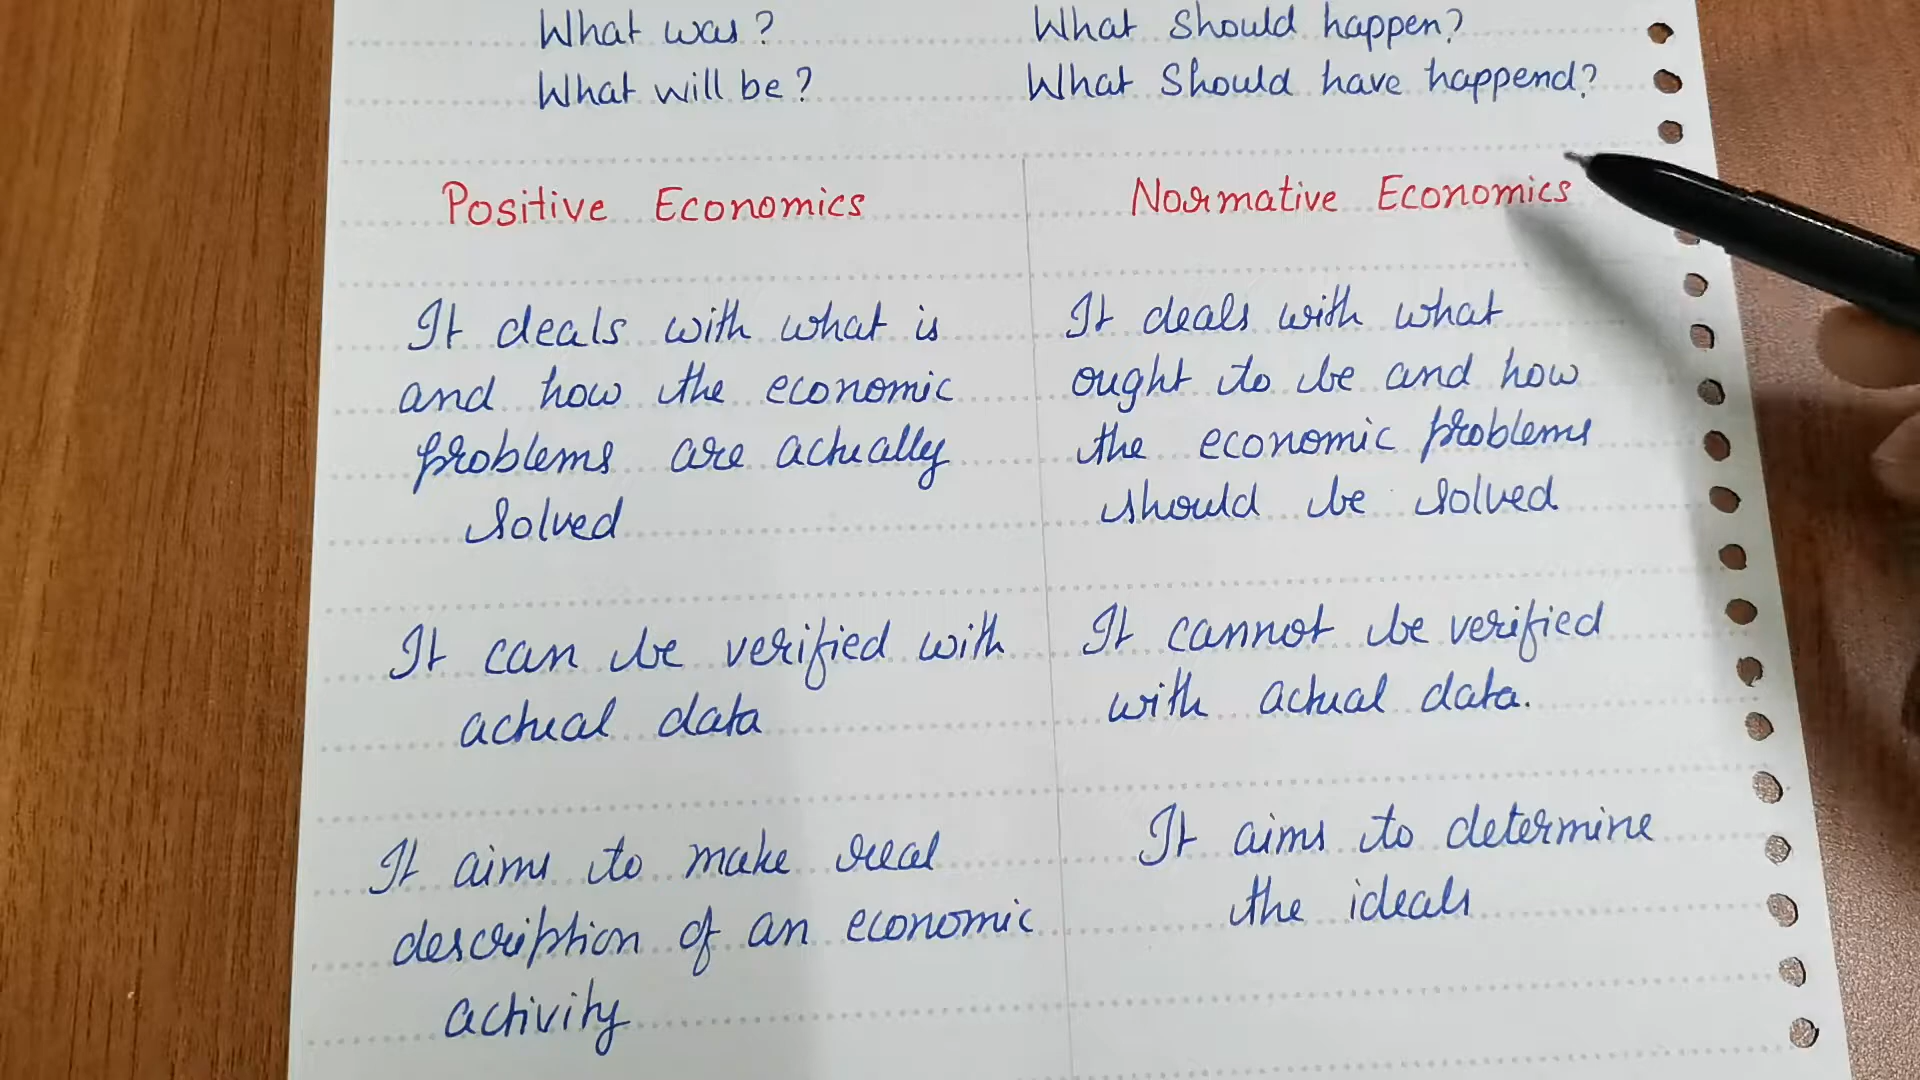 What was?
What will be?
What should happen?
What Should have happend?
Positive Economics
It deals with what is
and how the economic
problems are actually
solved
It can be verified with
actual data
It aims to make real
description of an economic
activity
Normative Economics
It deals with what
ought to be and how
the economic problems
should be solved
It cannot be verified
with actual data.
It aims to determine
the ideals